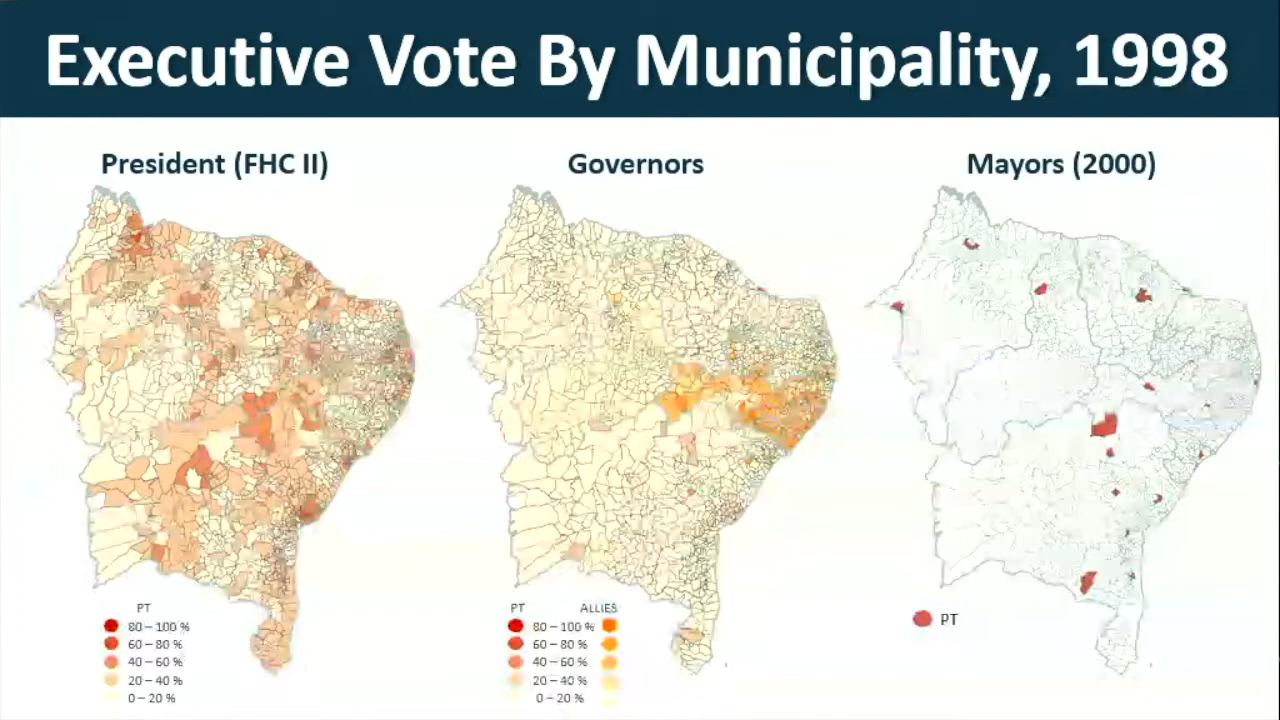 Executive Vote By Municipality, 1998
President (FHC II)
Governors
Mayors (2000)
PT
80 – 100 %
60 – 80 %
40 – 60 %
20 – 40 %
0 – 20 %
PT ALLIES
80 – 100 %
60 – 80 %
40 – 60 %
20 – 40 %
0 – 20 %
PT